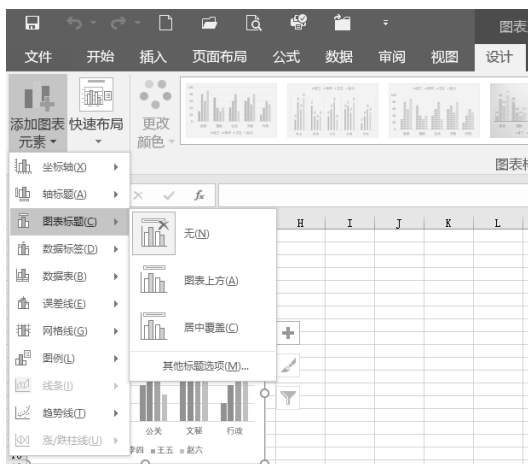 图表
文件 开始 插入 页面布局 公式 数据 审阅 视图 设计
添加图表 快速布局 更改
元素 颜色
图表样
坐标轴(X)
轴标题(A)
图表标题(C)
数据标签(D)
数据表(B)
误差线(E)
网格线(G)
图例(L)
线条(I)
趋势线(T)
涨/跌柱线(U)
fx
无(N)
图表上方(A)
居中覆盖(C)
其他标题选项(M)...
H I J K L
公关 文秘 行政
李四 王五 赵六